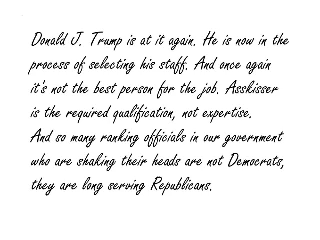 Donald J. Trump is at it again. He is now in the
process of selecting his staff. And once again
it's not the best person for the job. Asskisser
is the required qualification, not expertise.
And so many ranking officials in our government
who are shaking their heads are not Democrats,
they are long serving Republicans.